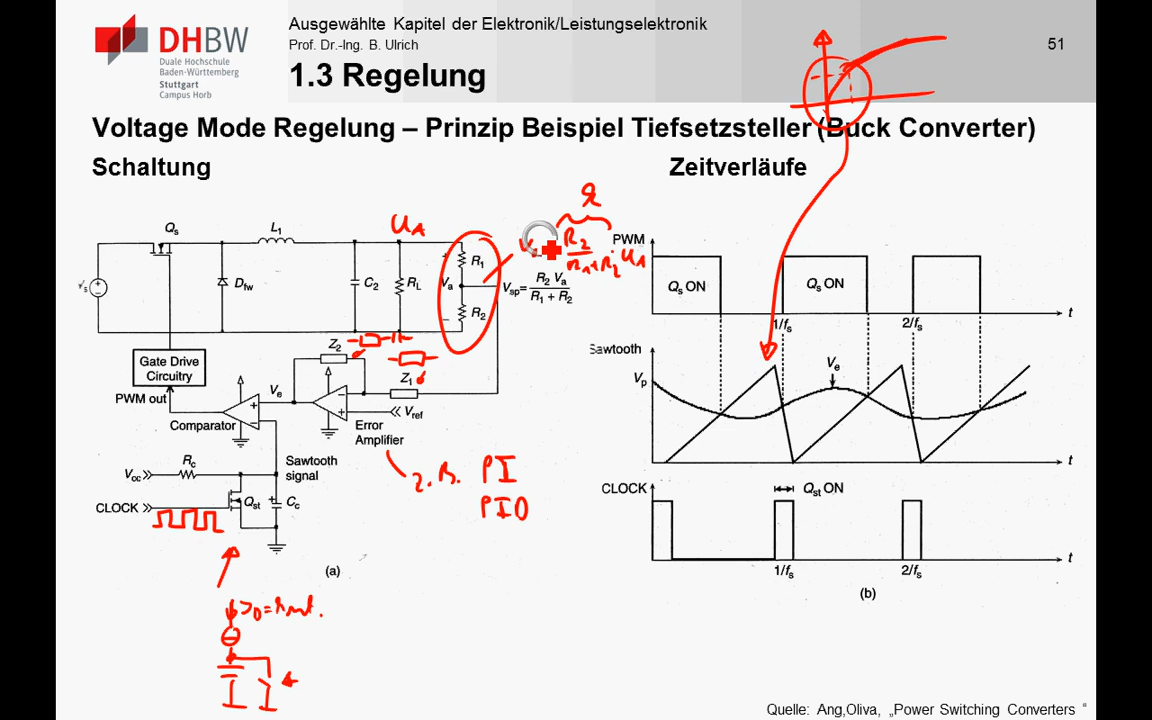 DHBW
Duale Hochschule
Baden-Württemberg
Stuttgart
Campus Horb
Ausgewählte Kapitel der Elektronik/Leistungselektronik
Prof. Dr.-Ing. B. Ulrich
51
1.3 Regelung
Voltage Mode Regelung – Prinzip Beispiel Tiefsetzsteller (Buck Converter)
Schaltung
Zeitverläufe
Qs
L1
UA
R2
UA
Dfw
C2
RL
Va
R1
R2
Vsp= R2 Va
R1 + R2
Gate Drive
Circuitry
PWM out
Comparator
Ve
Z2
Z1
Vref
Error
Amplifier
z.B. PI
PID
Vcc
Rc
Sawtooth
signal
CLOCK
Qst
Cc
(a)
PWM
Qs ON
Qs ON
1/fs
2/fs
t
Sawtooth
Vp
Ve
t
CLOCK
Qst ON
1/fs
2/fs
t
(b)
Quelle: Ang,Oliva, „Power Switching Converters “